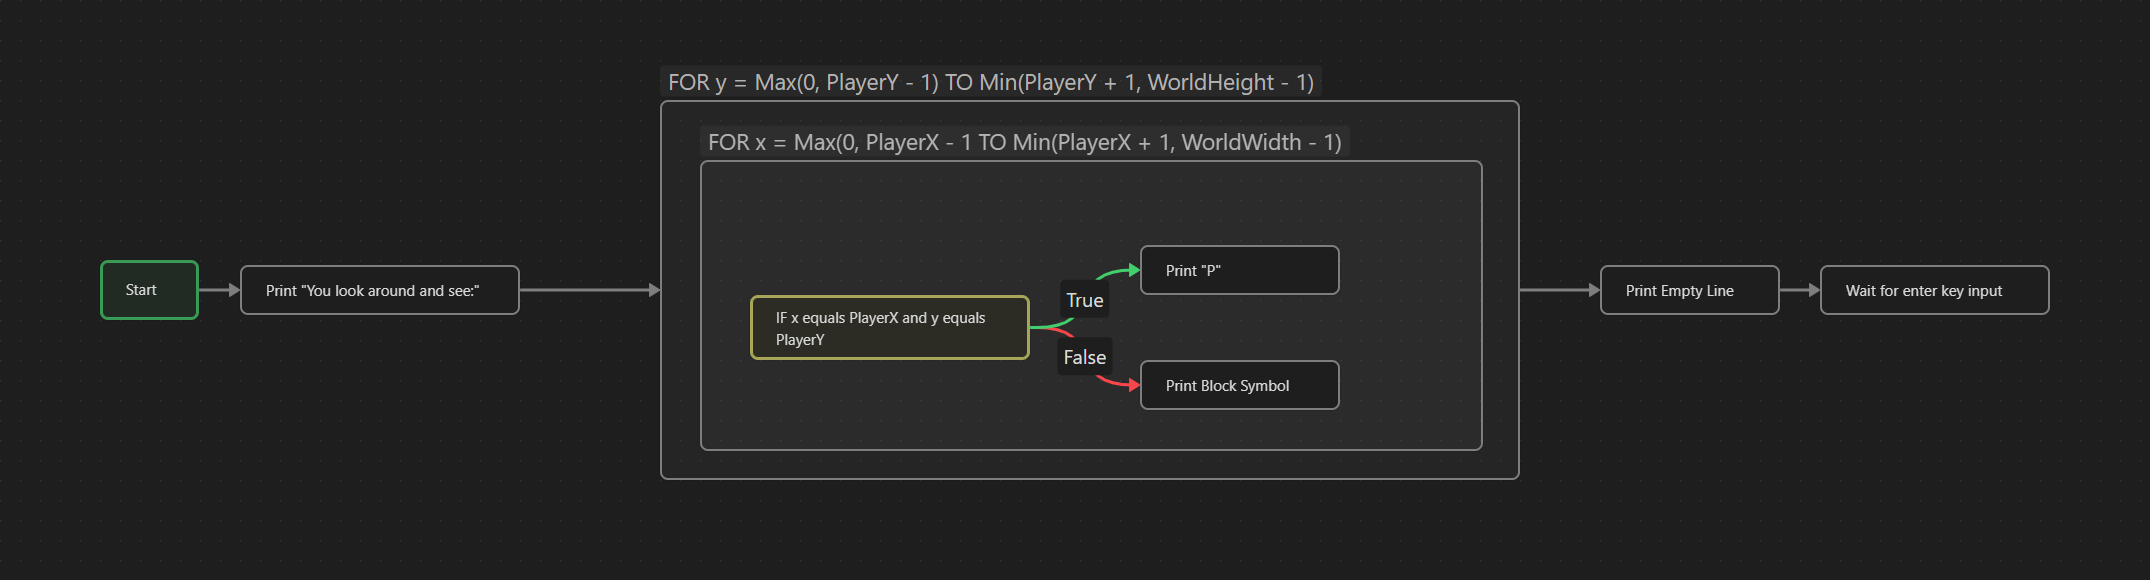 FOR y = Max(0, PlayerY - 1) TO Min(PlayerY + 1, WorldHeight - 1)
FOR x = Max(0, PlayerX - 1 TO Min(PlayerX + 1, WorldWidth - 1)
Start
Print "You look around and see:"
IF x equals PlayerX and y equals
PlayerY
True
False
Print "P"
Print Block Symbol
Print Empty Line
Wait for enter key input